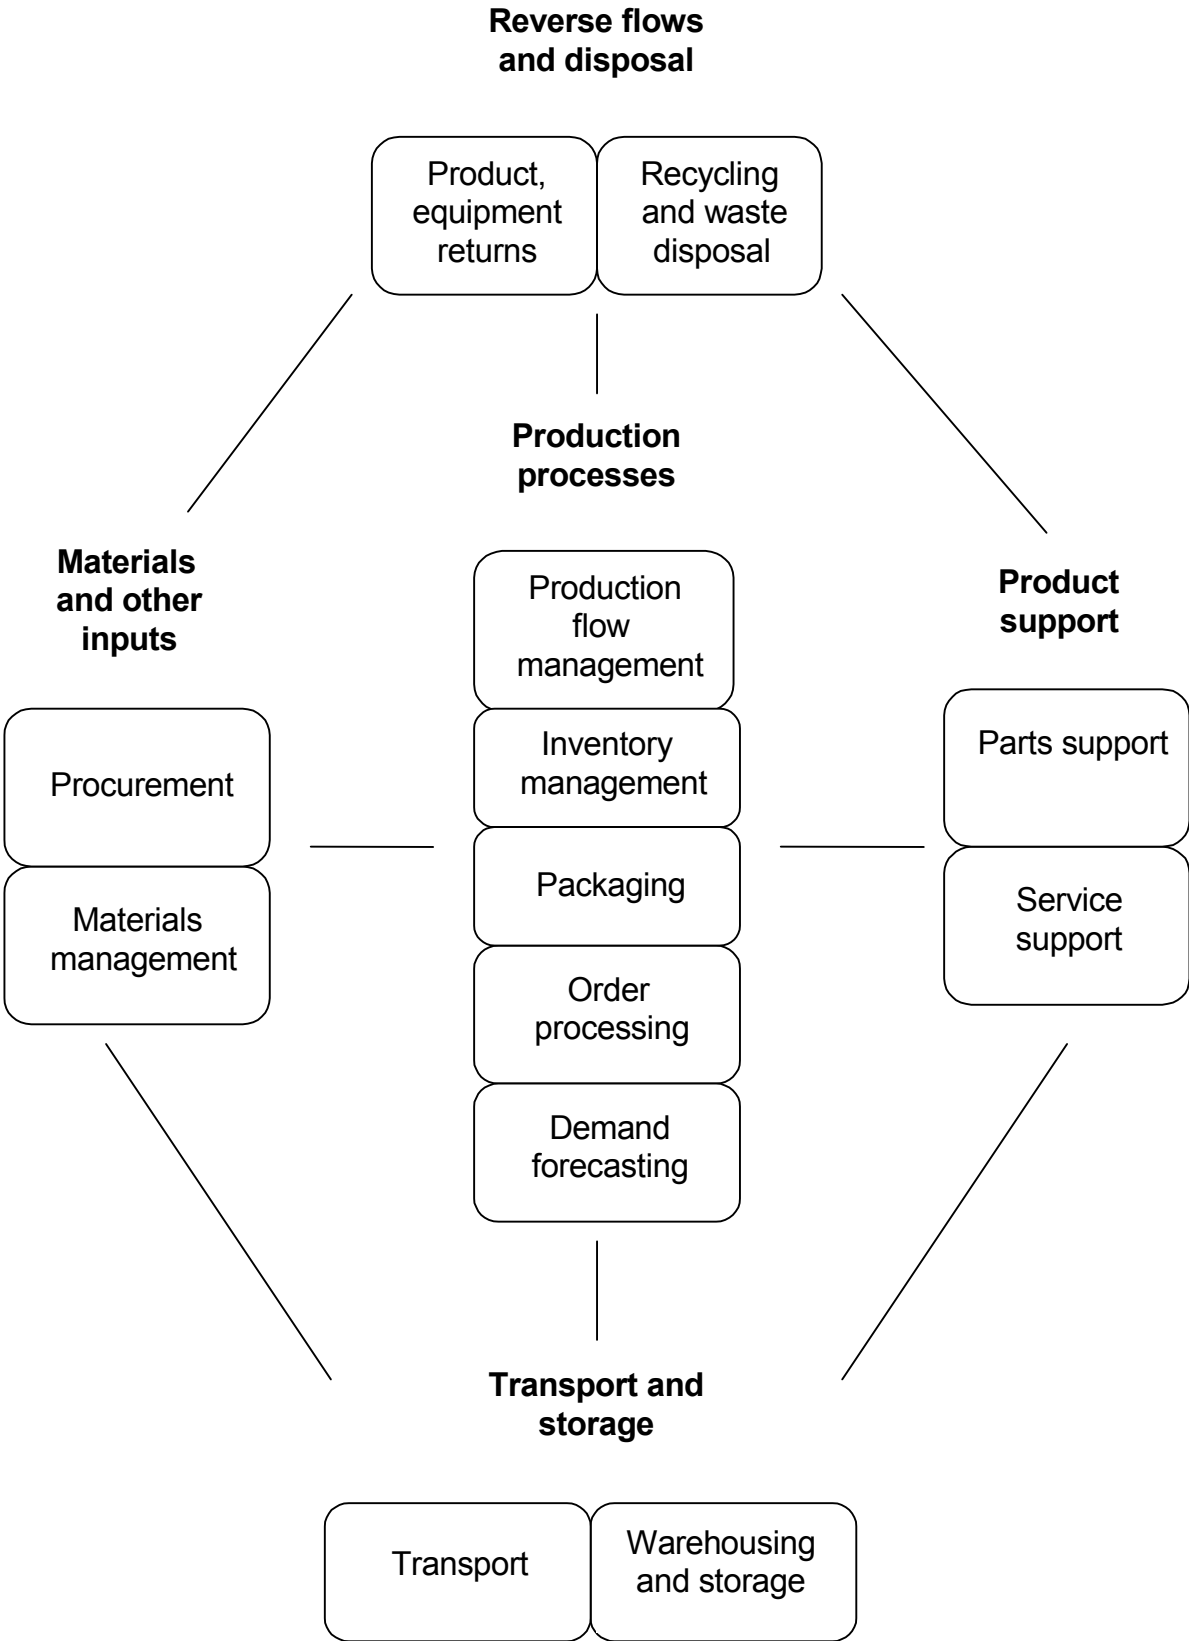 Reverse flows
and disposal
Product,
equipment
returns
Recycling
and waste
disposal
Production
processes
Materials
and other
inputs
Product
support
Production
flow
management
Inventory
management
Packaging
Order
processing
Demand
forecasting
Procurement
Materials
management
Parts support
Service
support
Transport and
storage
Transport
Warehousing
and storage